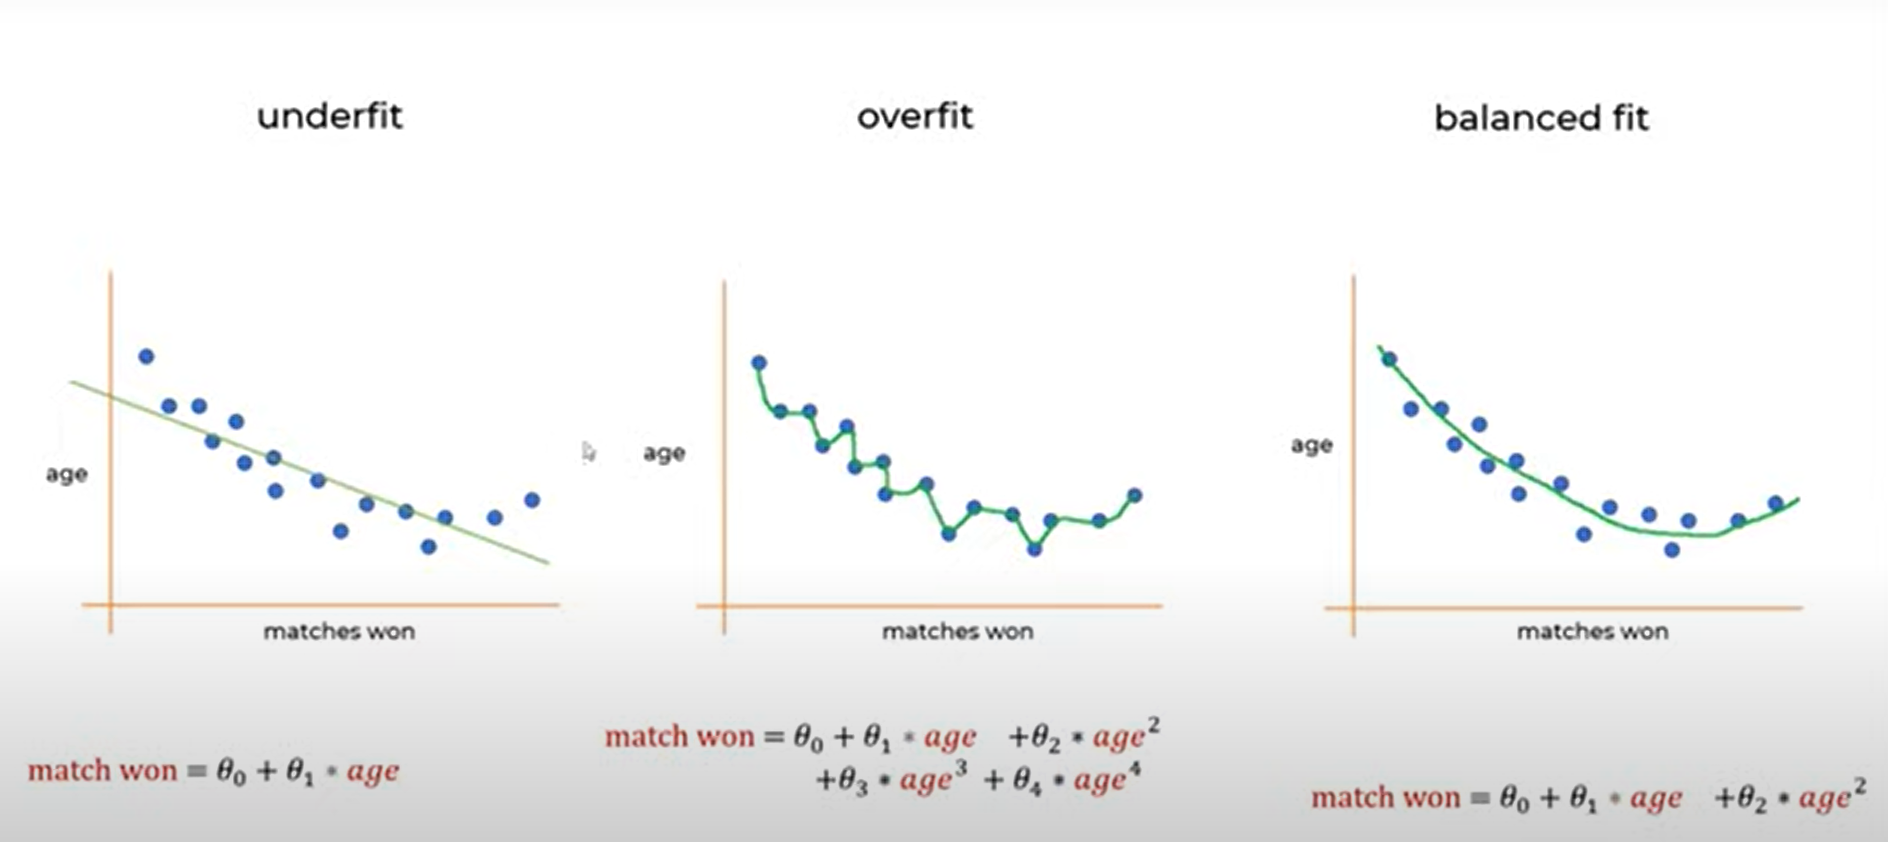 underfit
overfit
balanced fit
age
age
age
matches won
matches won
matches won
match won = θ₀ + θ₁ * age
match won = θ₀ + θ₁ * age +θ₂ * age²
+θ₃ * age³ + θ₄ * age⁴
match won = θ₀ + θ₁ * age +θ₂ * age²